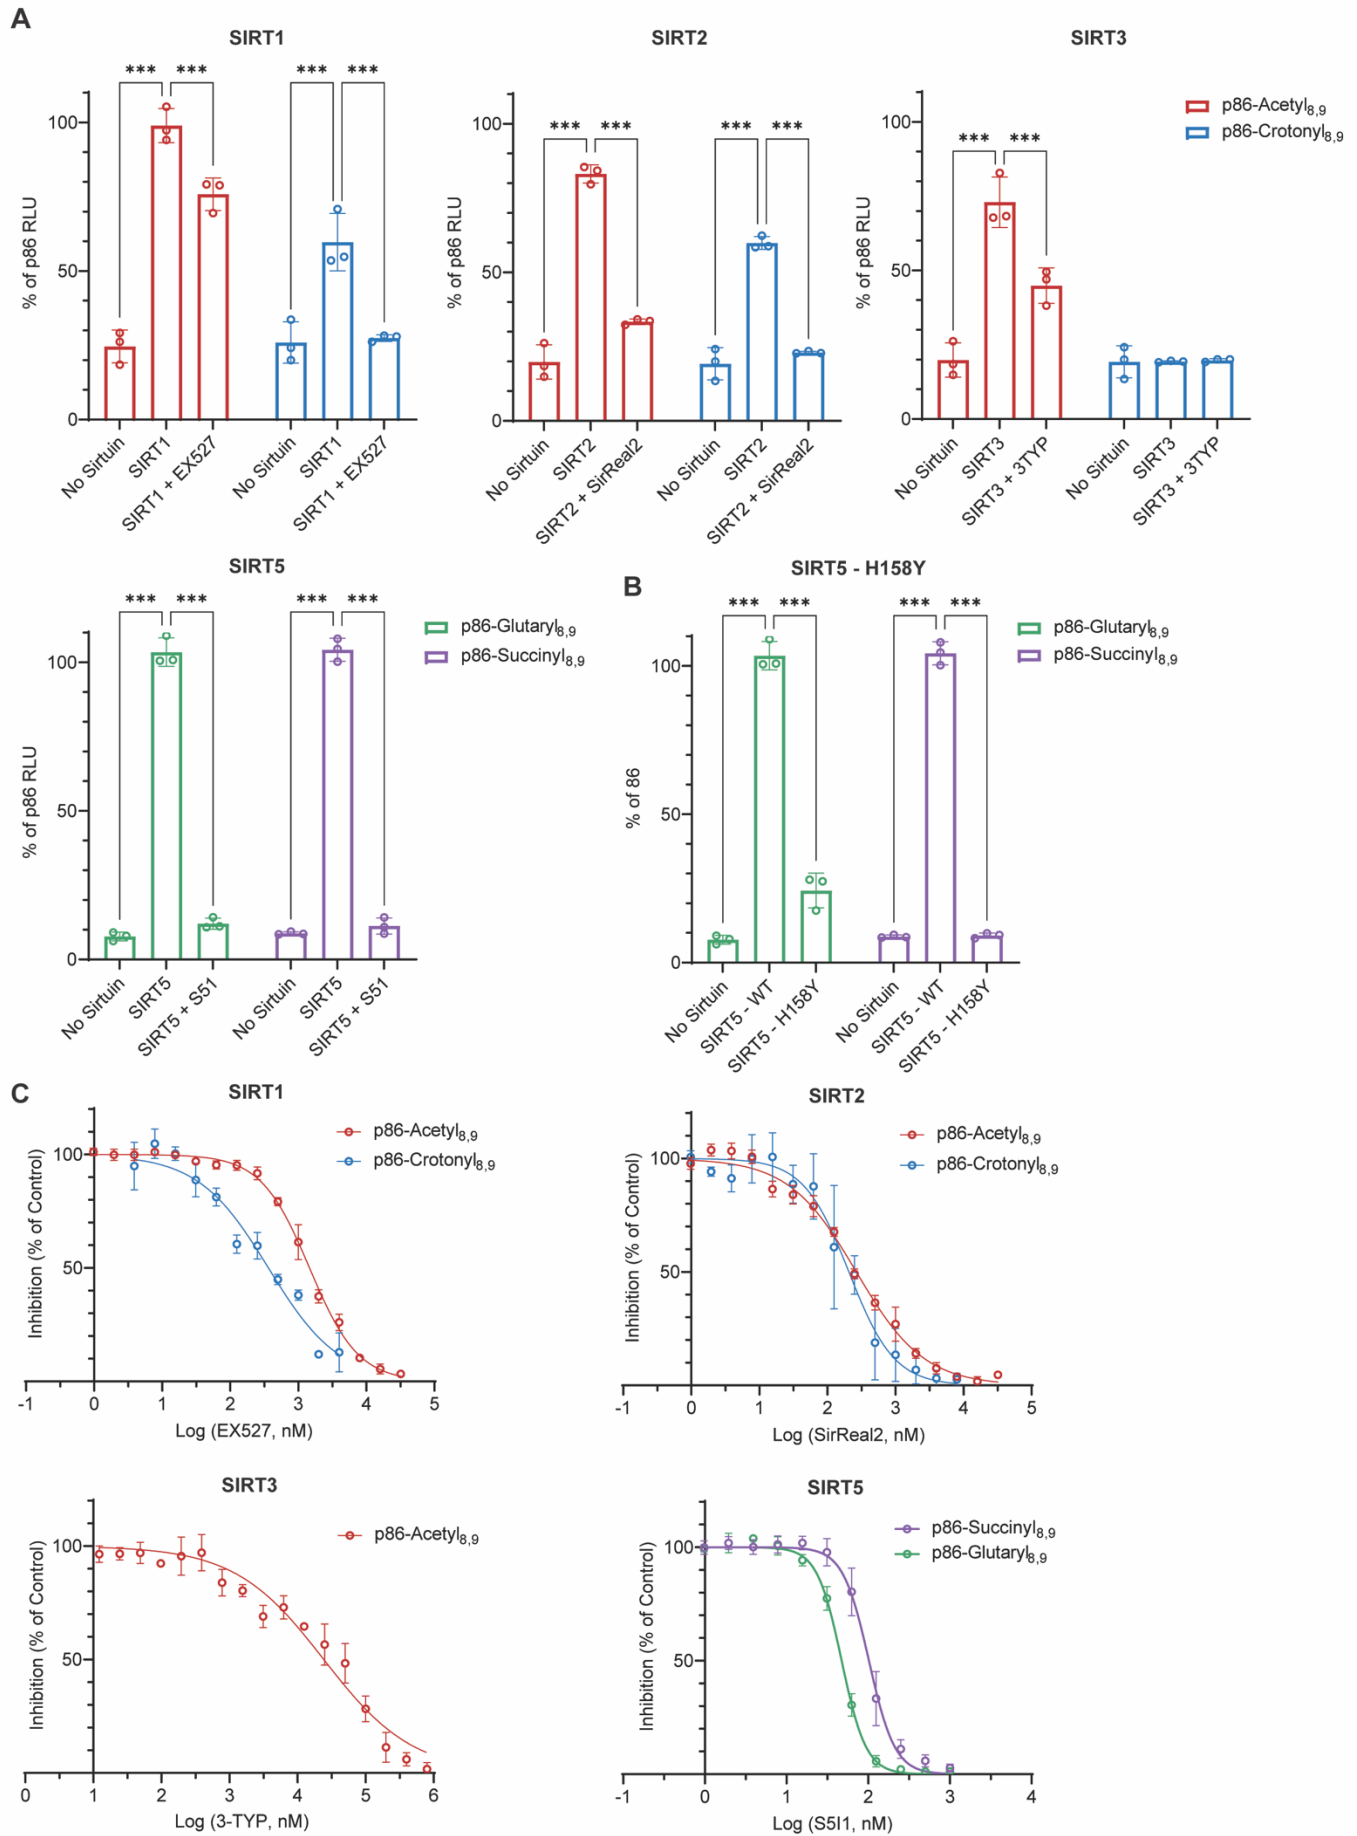 A
SIRT1
SIRT2
SIRT3
p86-Acetyl8,9
p86-Crotonyl8,9
*** *** *** ***
*** *** *** ***
*** ***
% of p86 RLU
100
50
0
No Sirtuin
SIRT1
SIRT1 + EX527
No Sirtuin
SIRT1
SIRT1 + EX527
% of p86 RLU
100
50
0
No Sirtuin
SIRT2
SIRT2 + SirReal2
No Sirtuin
SIRT2
SIRT2 + SirReal2
% of p86 RLU
100
50
0
No Sirtuin
SIRT3
SIRT3 + 3TYP
No Sirtuin
SIRT3
SIRT3 + 3TYP
SIRT5
*** *** *** ***
p86-Glutaryl8,9
p86-Succinyl8,9
% of p86 RLU
100
50
0
No Sirtuin
SIRT5
SIRT5 + S51
No Sirtuin
SIRT5
SIRT5 + S51
B
SIRT5 - H158Y
*** *** *** ***
p86-Glutaryl8,9
p86-Succinyl8,9
% of 86
100
50
0
No Sirtuin
SIRT5 - WT
SIRT5 - H158Y
No Sirtuin
SIRT5 - WT
SIRT5 - H158Y
C
SIRT1
p86-Acetyl8,9
p86-Crotonyl8,9
Inhibition (% of Control)
100
50
-1 0 1 2 3 4 5
Log (EX527, nM)
SIRT2
p86-Acetyl8,9
p86-Crotonyl8,9
Inhibition (% of Control)
100
50
-1 0 1 2 3 4 5
Log (SirReal2, nM)
SIRT3
p86-Acetyl8,9
Inhibition (% of Control)
100
50
0 1 2 3 4 5 6
Log (3-TYP, nM)
SIRT5
p86-Succinyl8,9
p86-Glutaryl8,9
Inhibition (% of Control)
100
50
-1 0 1 2 3 4
Log (S5I1, nM)